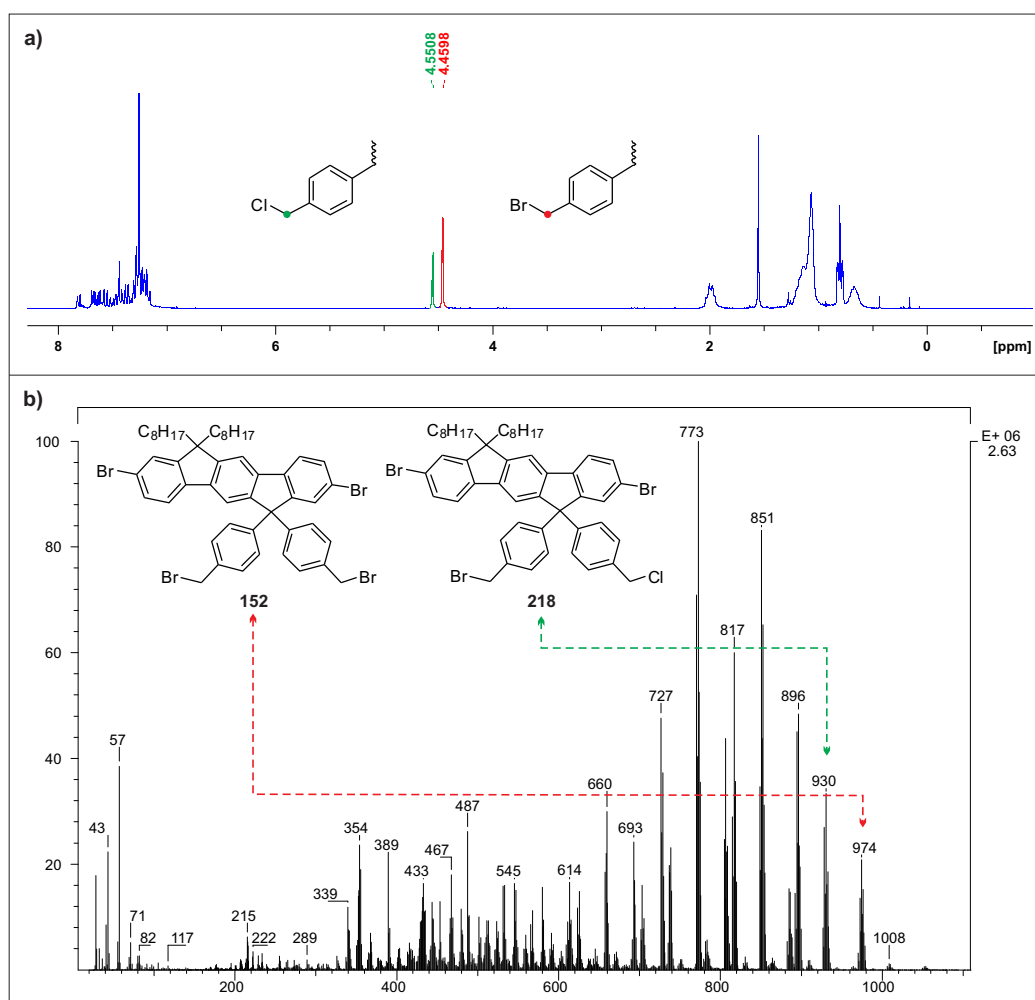 a)
4.5508
4.4598
Cl
Br
8 6 4 2 0 [ppm]
b)
E+ 06
2.63
100
80
60
40
20
C8H17 C8H17
Br
Br
Br Br
152
C8H17 C8H17
Br
Br
Br Cl
218
773
851
817
727
896
57
660
930
43
354
389
467
487
693
974
433
545
614
339
71
82
117
215
222
289
1008
200 400 600 800 1000